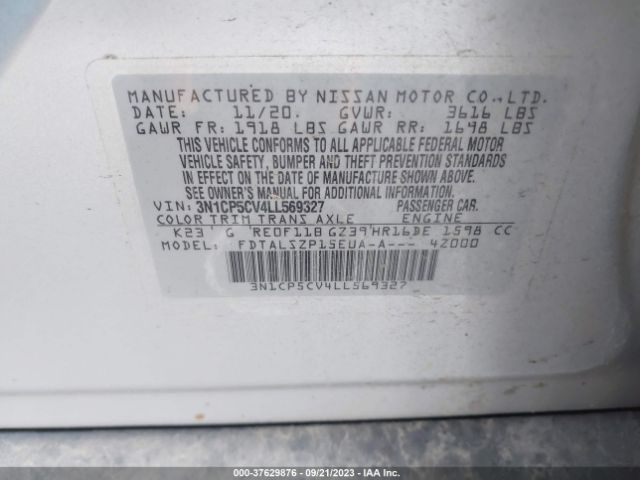 MANUFACTURED BY NISSAN MOTOR CO., LTD.
DATE: 11/20. GVWR: 3616 LBS
GAWR FR: 1918 LBS GAWR RR: 1698 LBS
THIS VEHICLE CONFORMS TO ALL APPLICABLE FEDERAL MOTOR
VEHICLE SAFETY, BUMPER AND THEFT PREVENTION STANDARDS
IN EFFECT ON THE DATE OF MANUFACTURE SHOWN ABOVE.
SEE OWNER'S MANUAL FOR ADDITIONAL INFORMATION.
VIN: 3N1CP5CV4LL569327 PASSENGER CAR.
COLOR TRIM TRANS AXLE ENGINE
K23 G RE0F11B GZ39 HR16DE 1598 CC
MODEL: FDTALSZP15EUA-A--- 4Z000
3N1CP5CV4LL569327
000-37629876 - 09/21/2023 - IAA Inc.